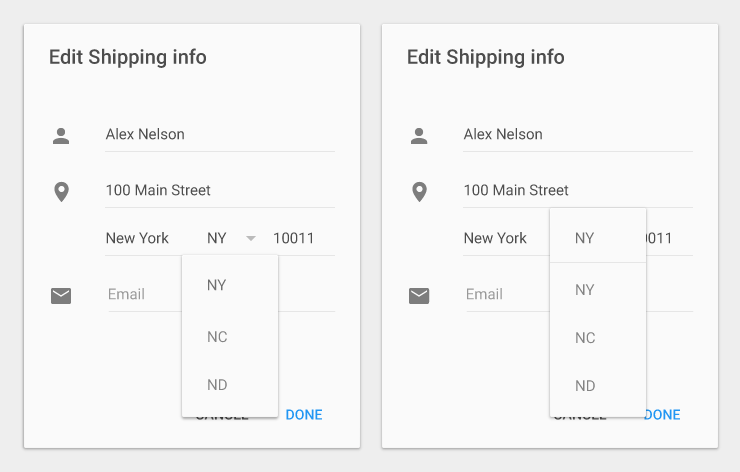 Edit Shipping info
Alex Nelson
100 Main Street
New York NY 10011
NY
Email
NC
ND
DONE
Edit Shipping info
Alex Nelson
100 Main Street
New York NY 0011
NY
Email
NC
ND
DONE